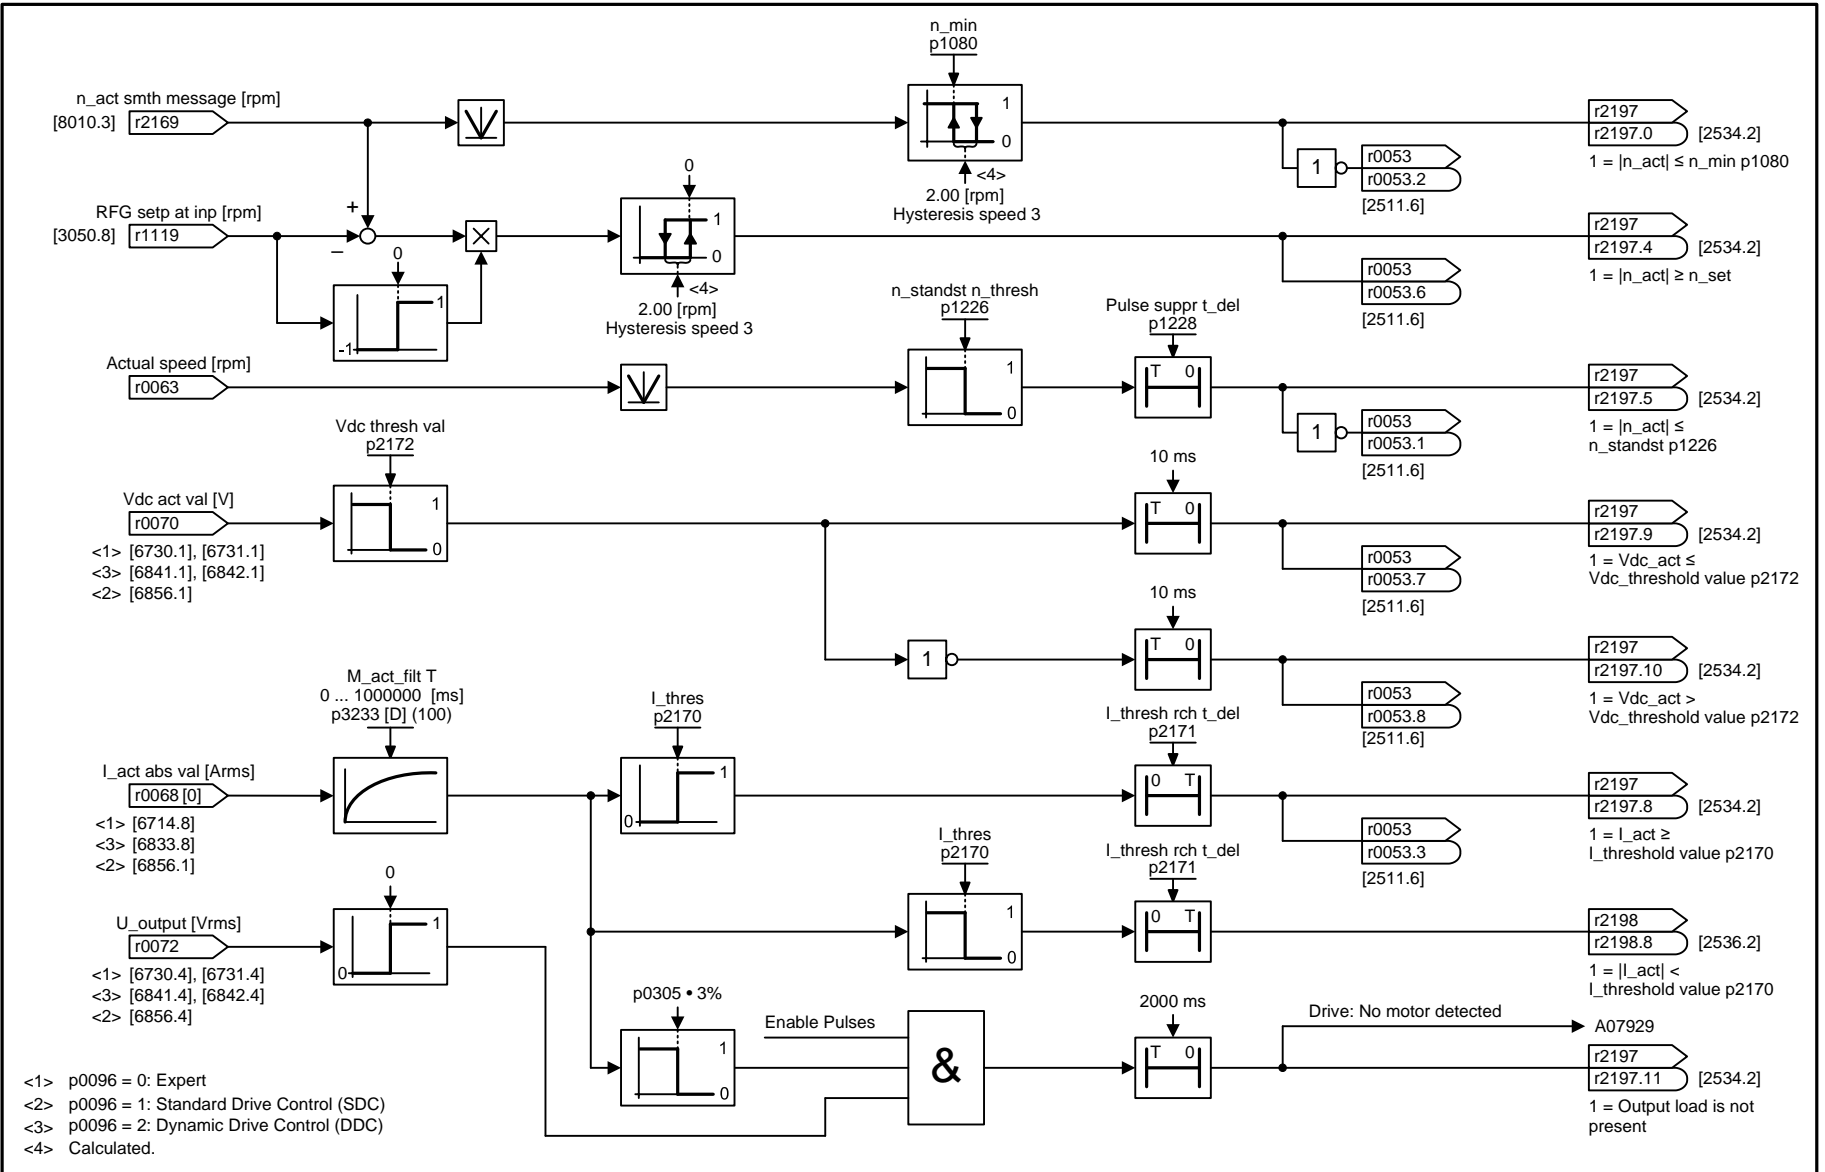 n_min
p1080
n_act smth message [rpm]
[8010.3] r2169
1
0
<4>
2.00 [rpm]
Hysteresis speed 3
r2197
r2197.0 [2534.2]
1 = |n_act| ≤ n_min p1080
1
r0053
r0053.2
[2511.6]
RFG setp at inp [rpm]
[3050.8] r1119
+
–
0
1
-1
0
1
0
<4>
2.00 [rpm]
Hysteresis speed 3
r2197
r2197.4 [2534.2]
1 = |n_act| ≥ n_set
r0053
r0053.6
[2511.6]
Actual speed [rpm]
r0063
n_standst n_thresh
p1226
1
0
Pulse suppr t_del
p1228
T 0
r2197
r2197.5 [2534.2]
1 = |n_act| ≤
n_standst p1226
1
r0053
r0053.1
[2511.6]
Vdc thresh val
p2172
Vdc act val [V]
r0070
1
0
<1> [6730.1], [6731.1]
<3> [6841.1], [6842.1]
<2> [6856.1]
10 ms
T 0
r2197
r2197.9 [2534.2]
1 = Vdc_act ≤
Vdc_threshold value p2172
r0053
r0053.7
[2511.6]
1
10 ms
T 0
r2197
r2197.10 [2534.2]
1 = Vdc_act >
Vdc_threshold value p2172
r0053
r0053.8
[2511.6]
M_act_filt T
0 ... 1000000 [ms]
p3233 [D] (100)
I_act abs val [Arms]
r0068 [0]
<1> [6714.8]
<3> [6833.8]
<2> [6856.1]
I_thres
p2170
1
0
I_thresh rch t_del
p2171
0 T
r2197
r2197.8 [2534.2]
1 = I_act ≥
I_threshold value p2170
r0053
r0053.3
[2511.6]
I_thres
p2170
1
0
I_thresh rch t_del
p2171
0 T
r2198
r2198.8 [2536.2]
1 = |I_act| <
I_threshold value p2170
0
U_output [Vrms]
r0072
1
0
<1> [6730.4], [6731.4]
<3> [6841.4], [6842.4]
<2> [6856.4]
p0305 • 3%
1
0
Enable Pulses
&
2000 ms
T 0
Drive: No motor detected
A07929
r2197
r2197.11 [2534.2]
1 = Output load is not
present
<1> p0096 = 0: Expert
<2> p0096 = 1: Standard Drive Control (SDC)
<3> p0096 = 2: Dynamic Drive Control (DDC)
<4> Calculated.